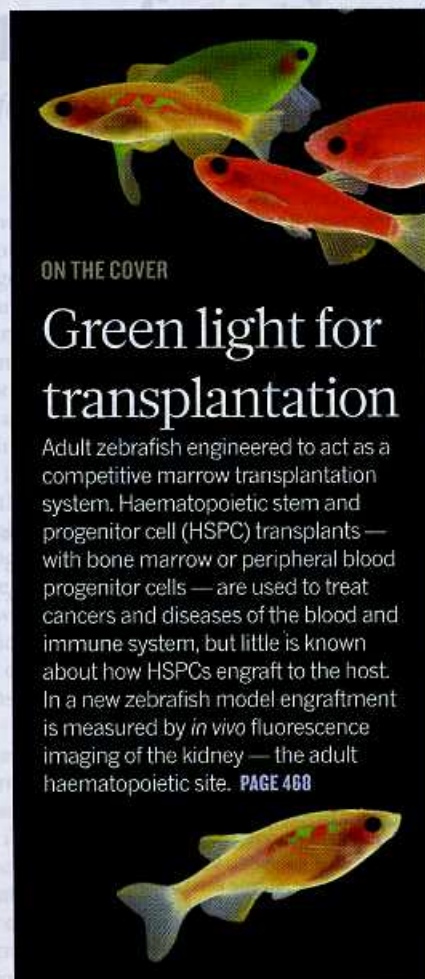 ON THE COVER
Green light for
transplantation
Adult zebrafish engineered to act as a
competitive marrow transplantation
system. Haematopoietic stem and
progenitor cell (HSPC) transplants —
with bone marrow or peripheral blood
progenitor cells — are used to treat
cancers and diseases of the blood and
immune system, but little is known
about how HSPCs engraft to the host.
In a new zebrafish model engraftment
is measured by in vivo fluorescence
imaging of the kidney — the adult
haematopoietic site. PAGE 468